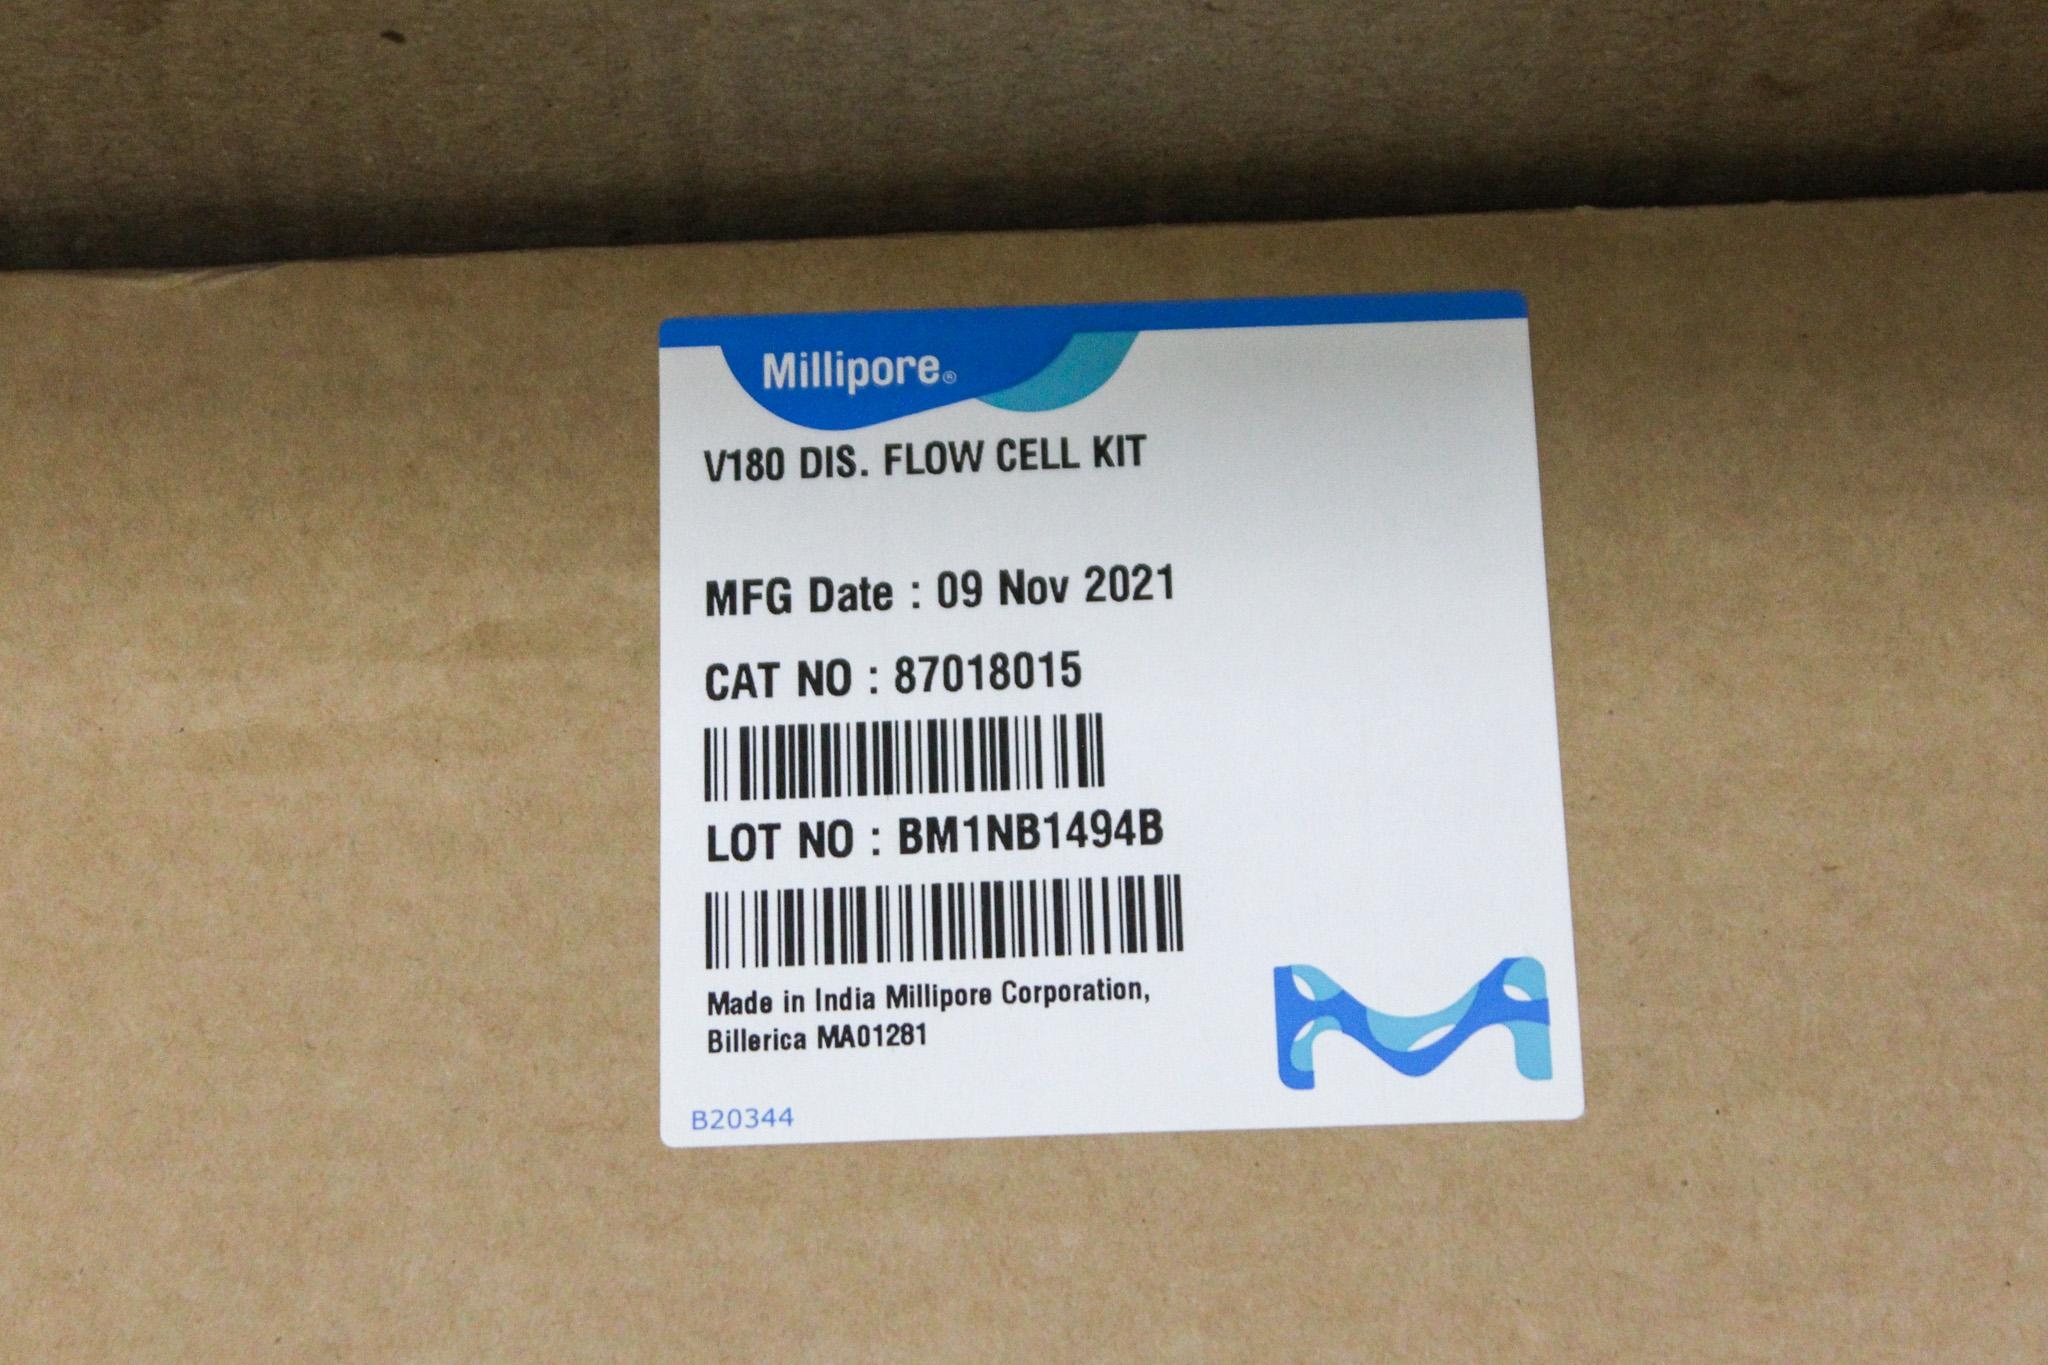 Millipore®
V180 DIS. FLOW CELL KIT
MFG Date : 09 Nov 2021
CAT NO : 87018015
LOT NO : BM1NB1494B
Made in India Millipore Corporation,
Billerica MA01281
B20344